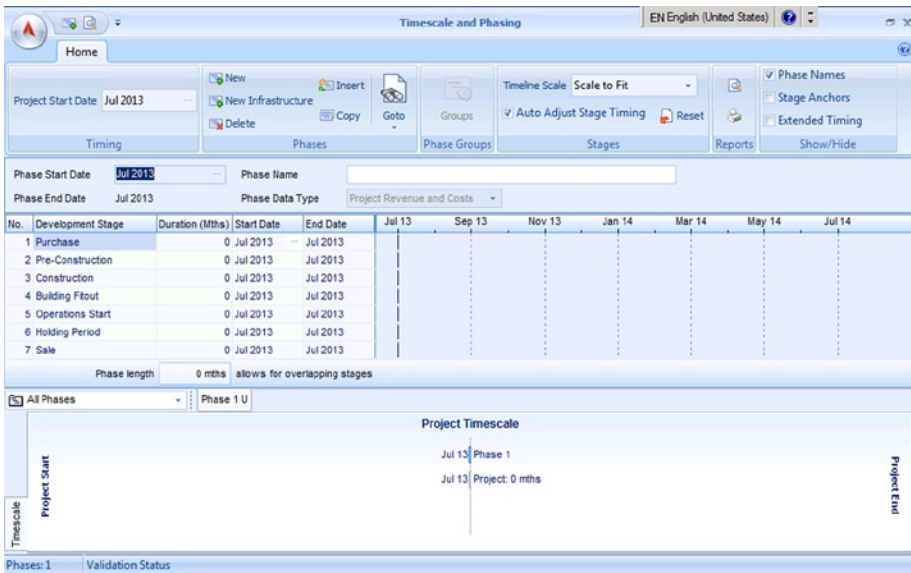 Timescale and Phasing
EN English (United States)
Home
Project Start Date Jul 2013
Timing
New
New Infrastructure
Delete
Insert
Copy
Goto
Phases
Groups
Phase Groups
Timeline Scale Scale to Fit
Auto Adjust Stage Timing Reset
Stages
Reports
Phase Names
Stage Anchors
Extended Timing
Show/Hide
Phase Start Date Jul 2013 Phase Name
Phase End Date Jul 2013 Phase Data Type Project Revenue and Costs
No. Development Stage Duration (Mths) Start Date End Date Jul 13 Sep 13 Nov 13 Jan 14 Mar 14 May 14 Jul 14
1 Purchase 0 Jul 2013 ... Jul 2013
2 Pre-Construction 0 Jul 2013 Jul 2013
3 Construction 0 Jul 2013 Jul 2013
4 Building Fitout 0 Jul 2013 Jul 2013
5 Operations Start 0 Jul 2013 Jul 2013
6 Holding Period 0 Jul 2013 Jul 2013
7 Sale 0 Jul 2013 Jul 2013
Phase length 0 mths allows for overlapping stages
All Phases Phase 1 U
Project Timescale
Jul 13 Phase 1
Jul 13 Project: 0 mths
Project Start
Project End
Timescale
Phases: 1 Validation Status